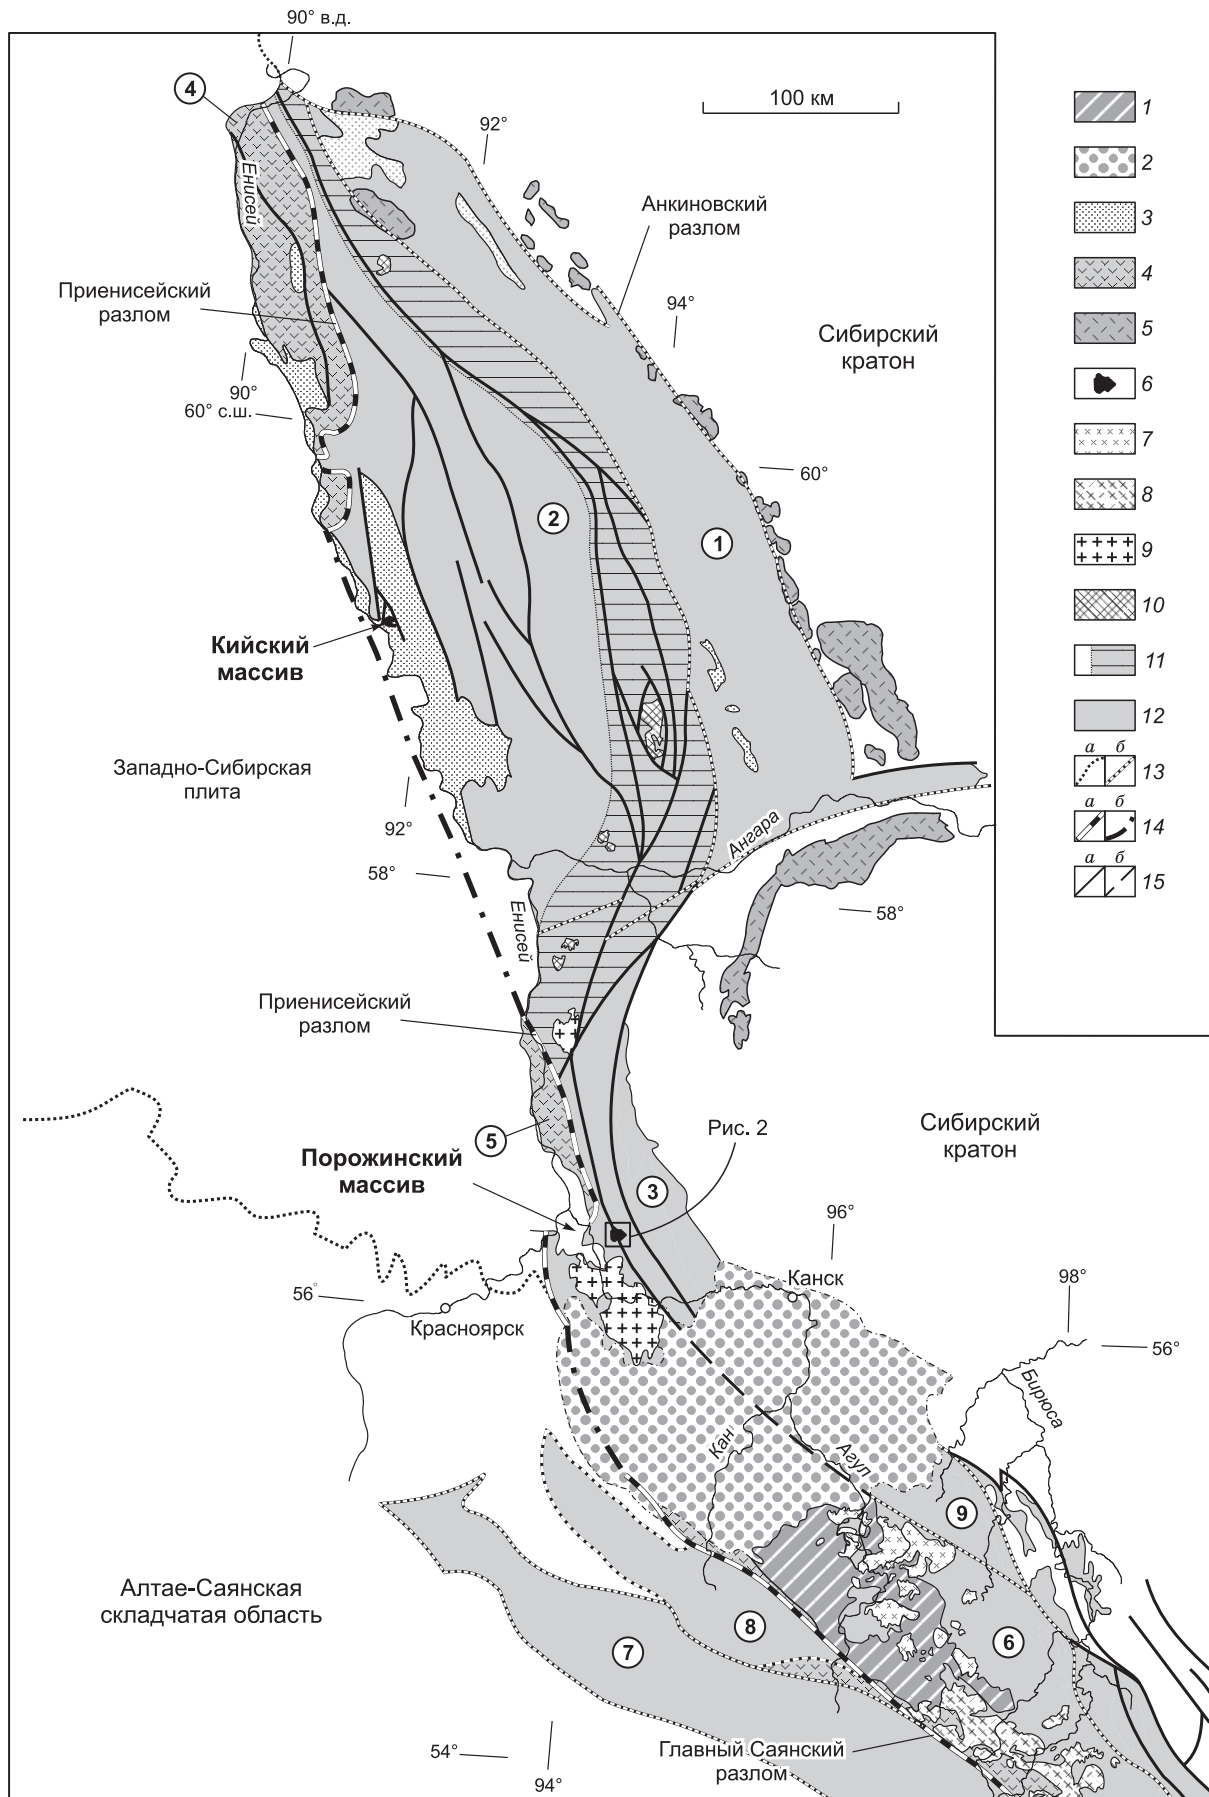 90° в.д.
4
100 км
92°
Енисей
Анкиновский
разлом
Приенисейский
разлом
94°
Сибирский
кратон
90°
60° с.ш.
60°
2
1
Кийский
массив
Западно-Сибирская
плита
92°
Ангара
58°
58°
Енисей
Приенисейский
разлом
Сибирский
кратон
5
Рис. 2
Порожинский
массив
3
96°
Канск
98°
56°
Красноярск
56°
Бирюса
Кан
Агул
9
Алтае-Саянская
складчатая область
8
6
7
Главный Саянский
разлом
54°
94°
1
2
3
4
5
6
7
8
9
10
11
12
а б
13
а б
14
а б
15